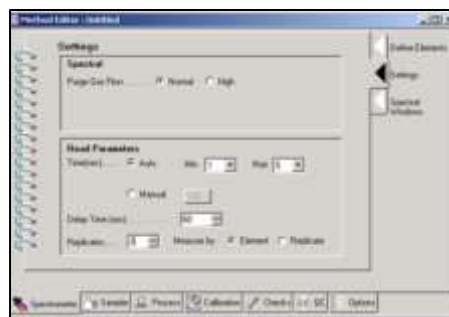 Method Editor - Untitled
Settings
Spectral
Purge Gas Flow ........ Normal High
Read Parameters
Time(sec) ..... Auto Min: 1 Max: 5
Manual
Delay Time (sec) 60
Replicates: Measure by: Element Replicate
Define Elements
Settings
Spectral Windows
Spectrometer Sampler Process Calibration Checks QC Options